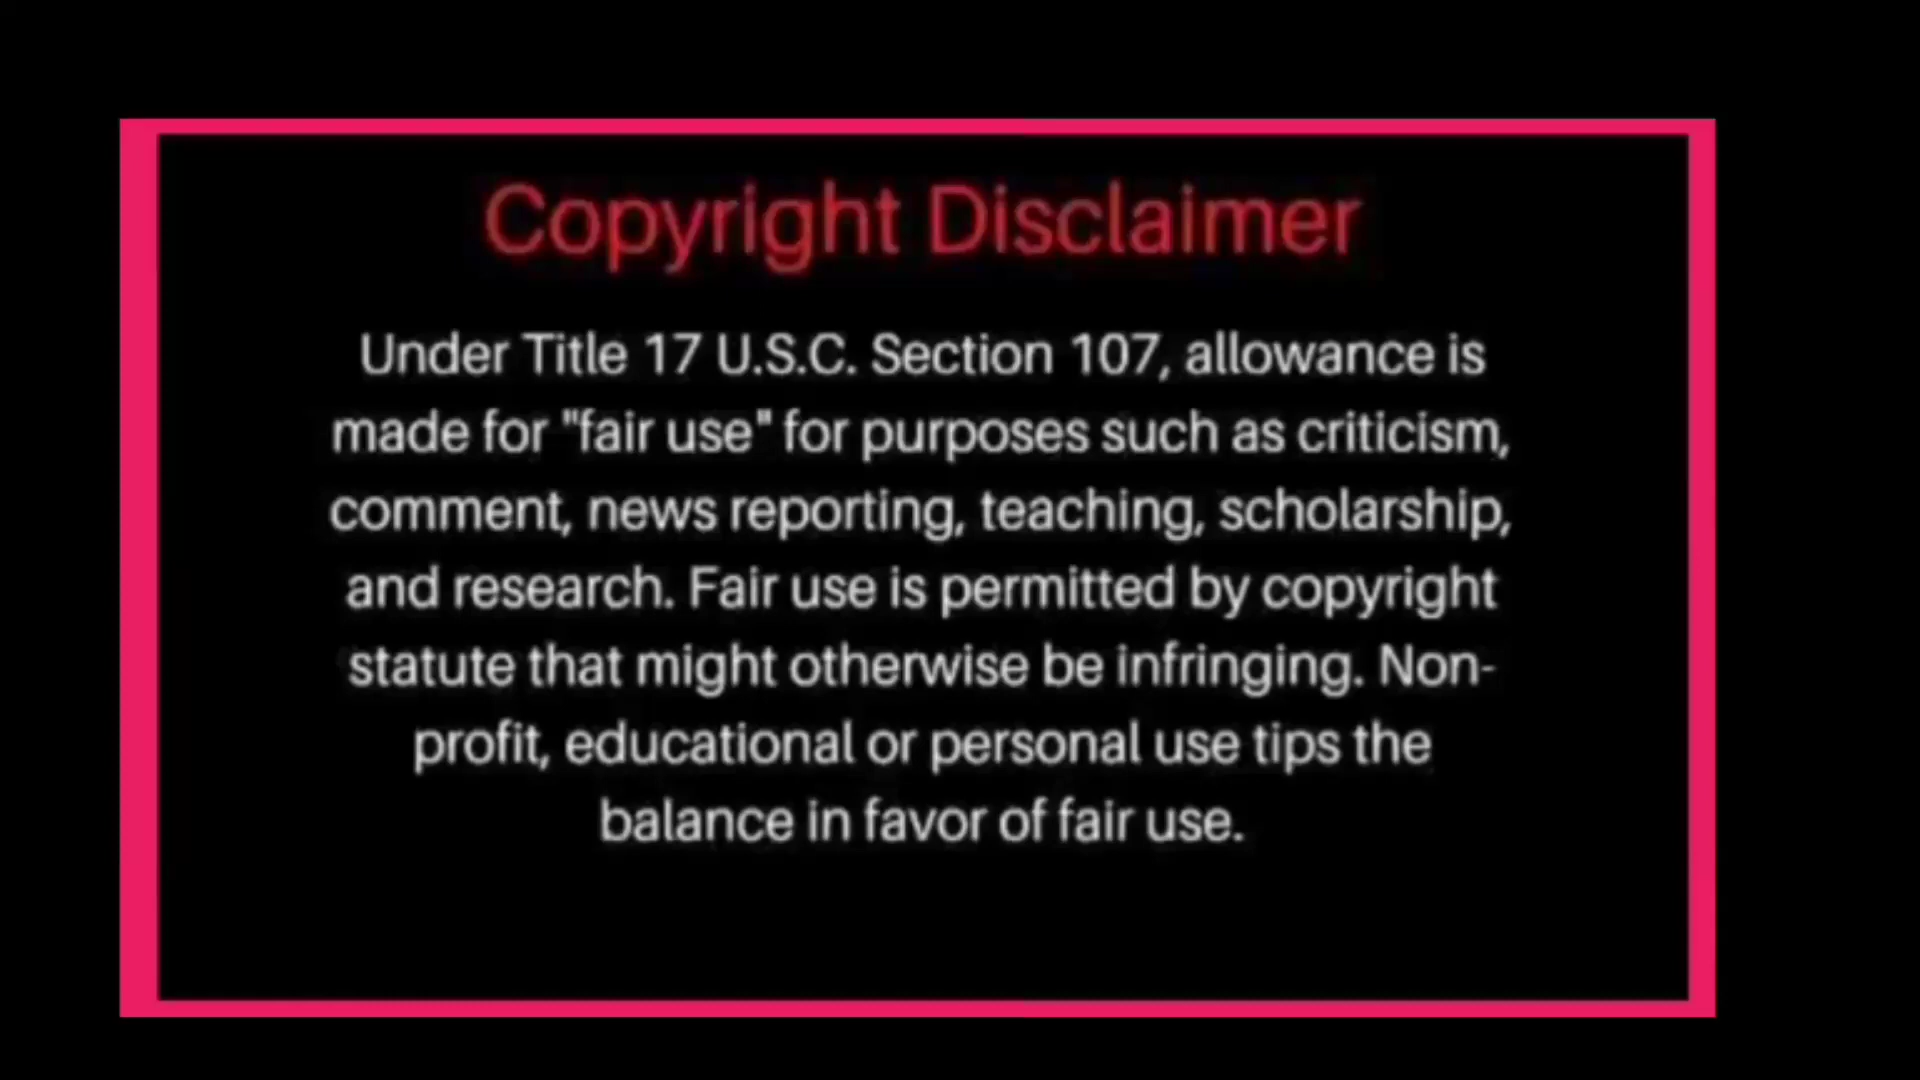 Copyright Disclaimer
Under Title 17 U.S.C. Section 107, allowance is
made for "fair use" for purposes such as criticism,
comment, news reporting, teaching, scholarship,
and research. Fair use is permitted by copyright
statute that might otherwise be infringing. Non-
profit, educational or personal use tips the
balance in favor of fair use.